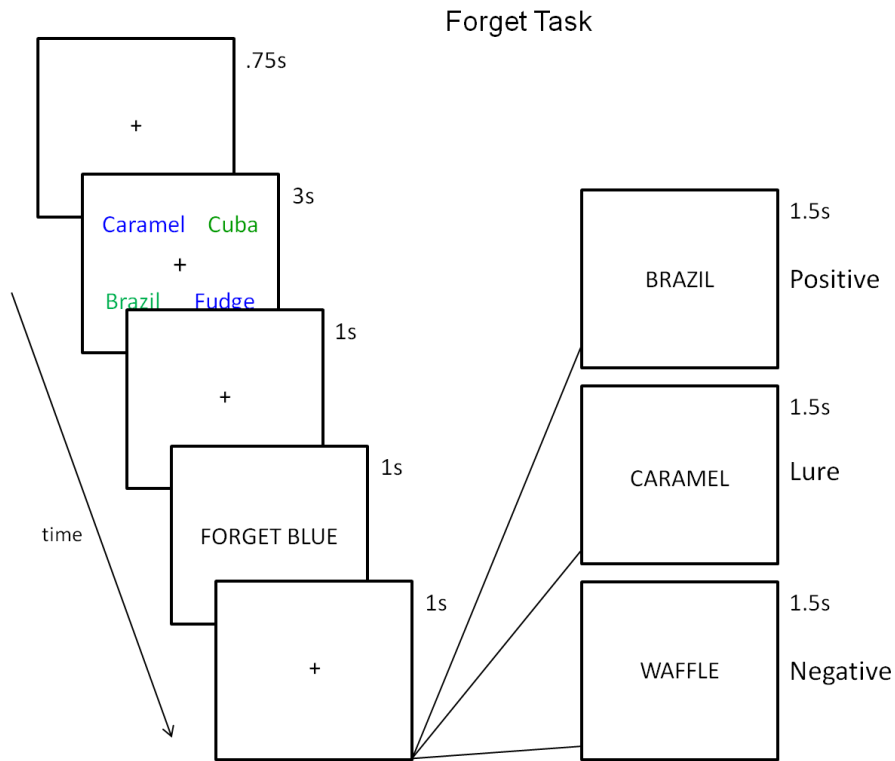 Forget Task
.75s
+
3s
Caramel Cuba
+
Brazil Fudge
1s
+
1s
FORGET BLUE
1s
+
time
1.5s
BRAZIL
Positive
1.5s
CARAMEL
Lure
1.5s
WAFFLE
Negative